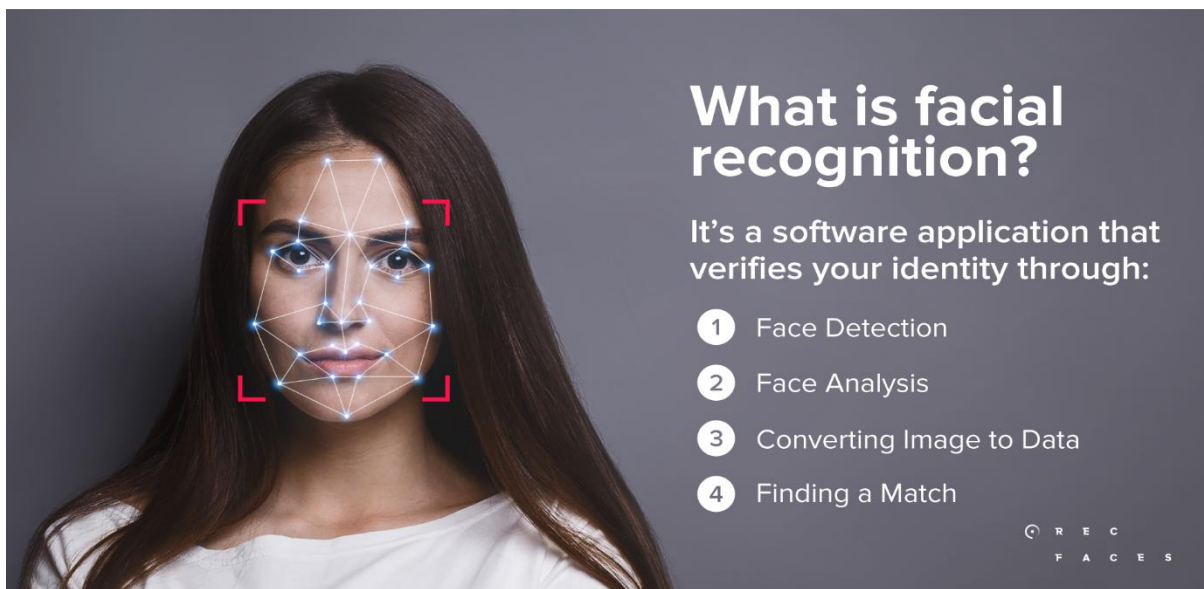 What is facial
recognition?
It’s a software application that
verifies your identity through:
1 Face Detection
2 Face Analysis
3 Converting Image to Data
4 Finding a Match
REC
FACES